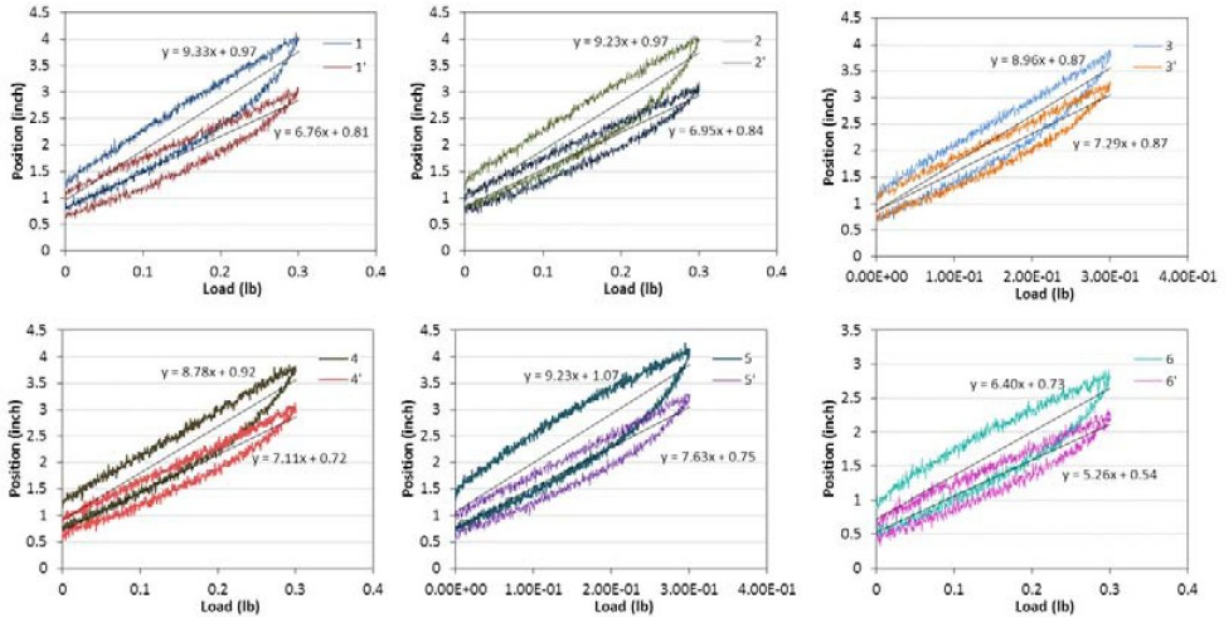 4.5
4
3.5
3
2.5
2
1.5
1
0.5
0
Position (inch)
y = 9.33x + 0.97
1
1'
y = 6.76x + 0.81
0 0.1 0.2 0.3 0.4
Load (lb)
4.5
4
3.5
3
2.5
2
1.5
1
0.5
0
Position (inch)
y = 9.23x + 0.97
2
2'
y = 6.95x + 0.84
0 0.1 0.2 0.3 0.4
Load (lb)
4.5
4
3.5
3
2.5
2
1.5
1
0.5
0
Position (inch)
y = 8.96x + 0.87
3
3'
y = 7.29x + 0.87
0.00E+00 1.00E-01 2.00E-01 3.00E-01 4.00E-01
Load (lb)
4.5
4
3.5
3
2.5
2
1.5
1
0.5
0
Position (inch)
y = 8.78x + 0.92
4
4'
y = 7.11x + 0.72
0 0.1 0.2 0.3 0.4
Load (lb)
4.5
4
3.5
3
2.5
2
1.5
1
0.5
0
Position (inch)
y = 9.23x + 1.07
5
5'
y = 7.63x + 0.75
0.00E+00 1.00E-01 2.00E-01 3.00E-01 4.00E-01
Load (lb)
3.5
3
2.5
2
1.5
1
0.5
0
Position (inch)
y = 6.40x + 0.73
6
6'
y = 5.26x + 0.54
0 0.1 0.2 0.3 0.4
Load (lb)